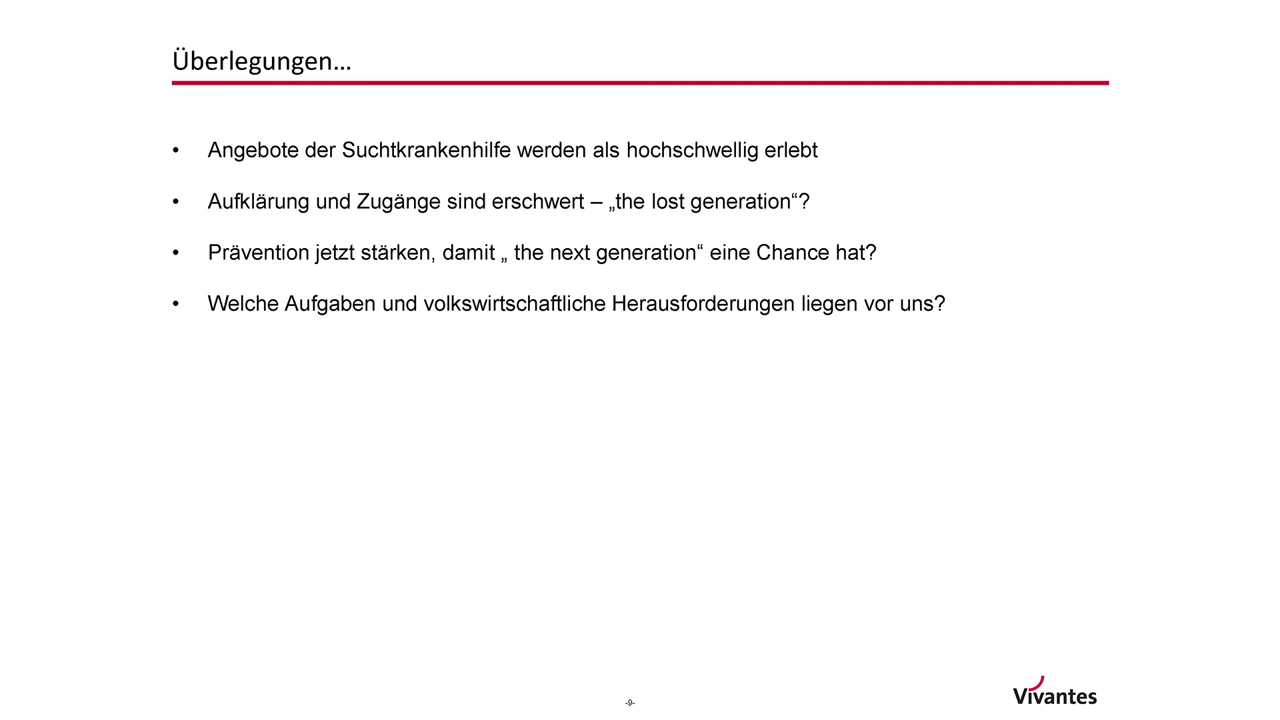 Überlegungen…
• Angebote der Suchtkrankenhilfe werden als hochschwellig erlebt
• Aufklärung und Zugänge sind erschwert – „the lost generation“?
• Prävention jetzt stärken, damit „ the next generation“ eine Chance hat?
• Welche Aufgaben und volkswirtschaftliche Herausforderungen liegen vor uns?
-9-
Vivantes